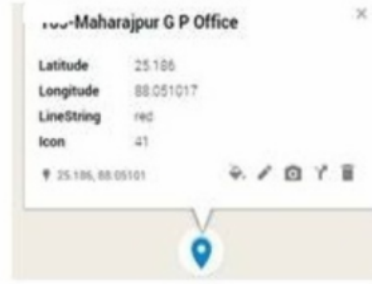 -Maharajpur G P Office
Latitude 25.186
Longitude 88.051017
LineString red
Icon 41
25.186, 88.05101